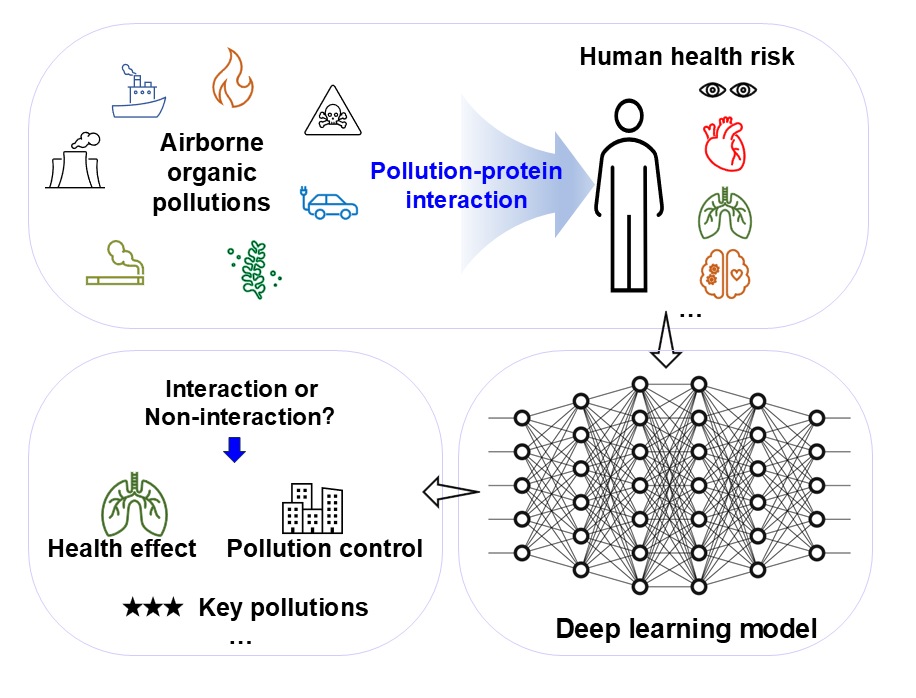 Human health risk
Airborne
organic
pollutions
Pollution-protein
interaction
...
Interaction or
Non-interaction?
Health effect
Pollution control
★★★ Key pollutions
...
Deep learning model